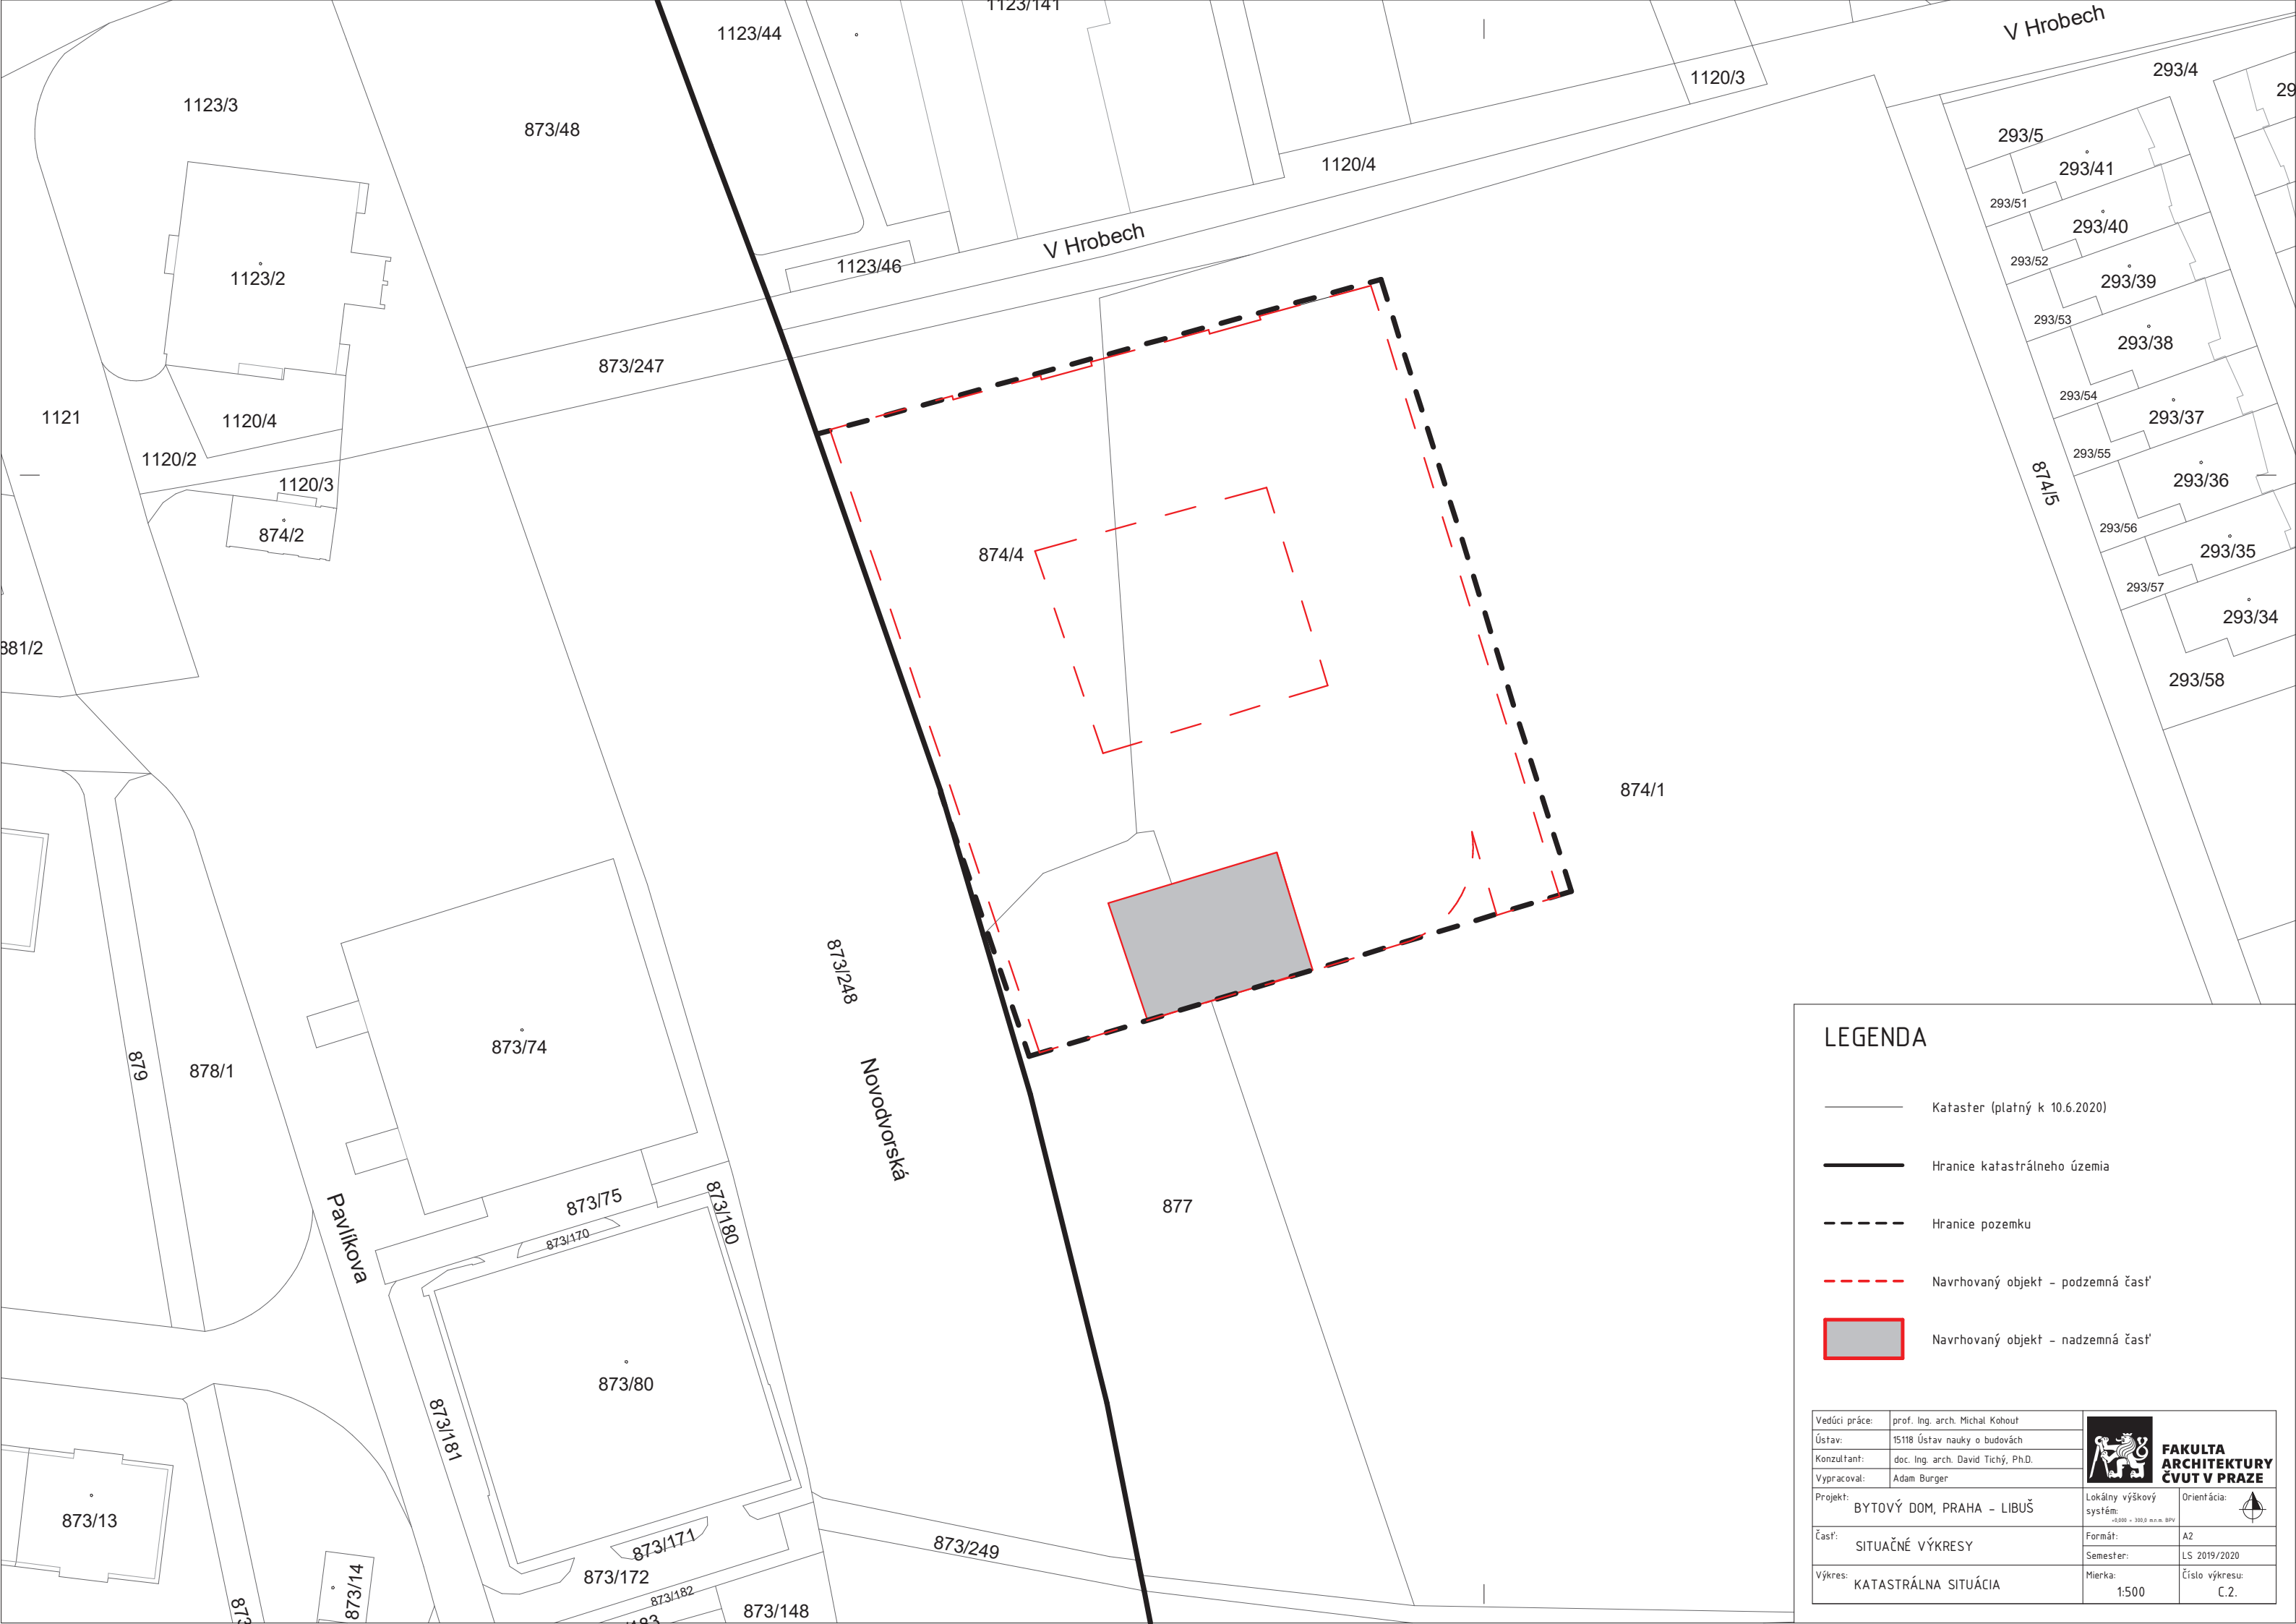 1123/141
1123/44
V Hrobech
1123/3
873/48
1120/3
293/4
29
293/5
1120/4
293/41
293/51
293/40
V Hrobech
1123/46
293/52
1123/2
293/39
293/53
293/38
873/247
293/54
1121
1120/4
293/37
1120/2
293/55
1120/3
874/5
293/36
874/2
293/56
874/4
293/35
293/57
293/34
881/2
293/58
874/1
873/248
873/74
879
878/1
Novodvorská
873/75
873/180
877
Pavlíkova
873/170
873/80
873/181
873/13
873/171
873/249
873/172
873/14
873/182
873
/183
873/148
LEGENDA
Kataster (platný k 10.6.2020)
Hranice katastrálneho územia
Hranice pozemku
Navrhovaný objekt - podzemná časť
Navrhovaný objekt - nadzemná časť
Vedúci práce: prof. Ing. arch. Michal Kohout
Ústav: 15118 Ústav nauky o budovách
Konzultant: doc. Ing. arch. David Tichý, Ph.D.
Vypracoval: Adam Burger
FAKULTA
ARCHITEKTURY
ČVUT V PRAZE
Projekt: BYTOVÝ DOM, PRAHA - LIBUŠ
Lokálny výškový
systém:
±0,000 = 300,0 m.n.m. BPV
Orientácia:
Časť: SITUAČNÉ VÝKRESY
Formát: A2
Semester: LS 2019/2020
Výkres: KATASTRÁLNA SITUÁCIA
Mierka:
1:500
Číslo výkresu:
C.2.